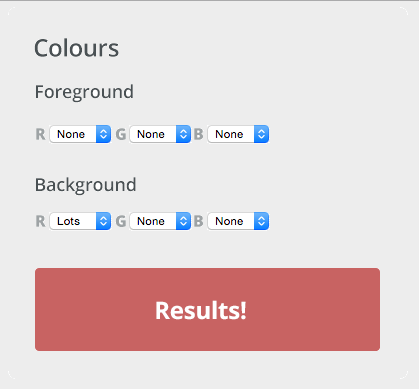 Colours
Foreground
R None G None B None
Background
R Lots G None B None
Results!